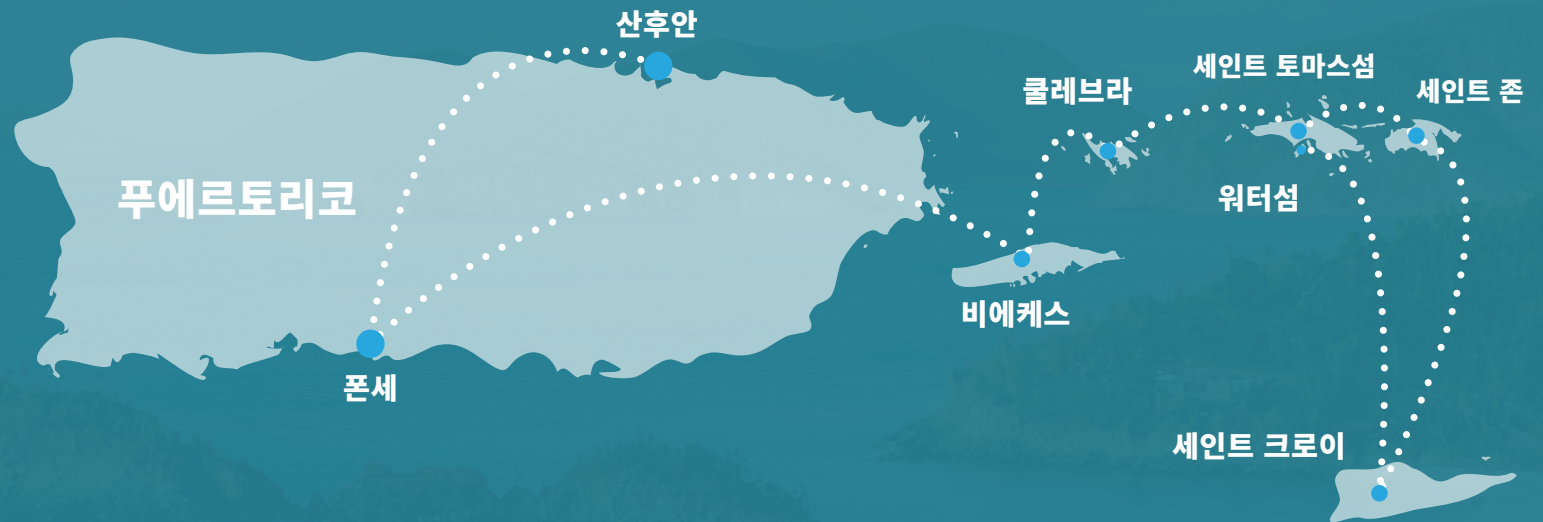 산후안
세인트 토마스섬
쿨레브라
세인트 존
푸에르토리코
워터섬
비에케스
폰세
세인트 크로이